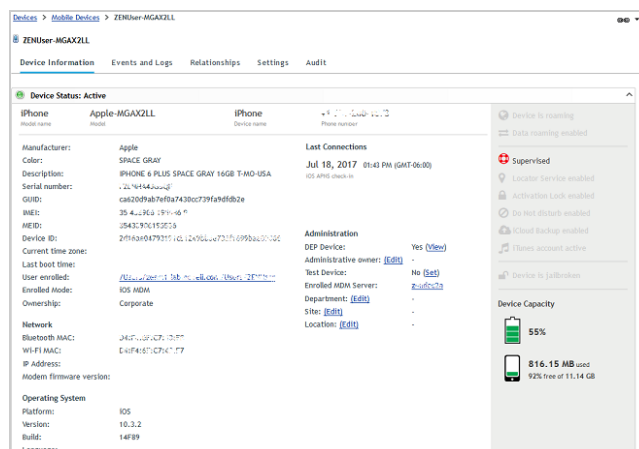 Devices > Mobile Devices > ZENUser-MGAX2LL
ZENUser-MGAX2LL
Device Information Events and Logs Relationships Settings Audit
Device Status: Active
iPhone Apple-MGAX2LL iPhone
Model name Model Device name Phone number
Manufacturer: Apple
Color: SPACE GRAY
Description: IPHONE 6 PLUS SPACE GRAY 16GB T-MO-USA
Serial number:
GUID: ca620d9ab7ef0a7430cc739fa9dfdb2e
IMEI:
MEID:
Device ID:
Current time zone:
Last boot time:
User enrolled:
Enrolled Mode: iOS MDM
Ownership: Corporate
Network
Bluetooth MAC:
Wi-Fi MAC:
IP Address:
Modem firmware version:
Operating System
Platform: iOS
Version: 10.3.2
Build: 14F89
Language:
Last Connections
Jul 18, 2017 01:43 PM (GMT-06:00)
iOS APNS check-in
Administration
DEP Device: Yes (View)
Administrative owner: (Edit) -
Test Device: No (Set)
Enrolled MDM Server:
Department: (Edit) -
Site: (Edit) -
Location: (Edit) -
Device is roaming
Data roaming enabled
Supervised
Locator Service enabled
Activation Lock enabled
Do Not disturb enabled
iCloud Backup enabled
iTunes account active
Device is jailbroken
Device Capacity
55%
816.15 MB used
92% free of 11.14 GB